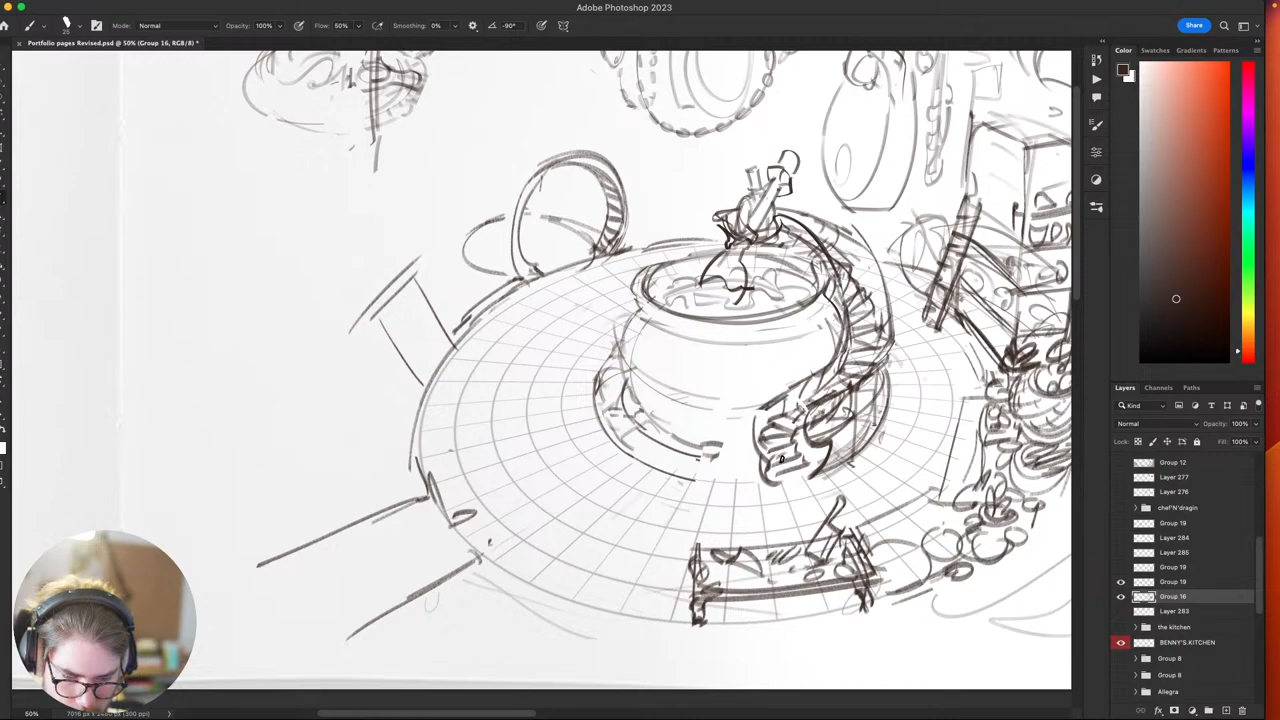 Adobe Photoshop 2023
25
Mode: Normal
Opacity: 100%
Flow: 50%
Smoothing: 0%
-90°
Share
Portfolio pages Revised.psd @ 50% (Group 16, RGB/8) *
Color
Swatches
Gradients
Patterns
Layers
Channels
Paths
Kind
Normal
Opacity: 100%
Lock:
Fill: 100%
Group 12
Layer 277
Layer 276
chef'N'dragin
Group 19
Layer 284
Layer 285
Group 19
Group 19
Group 16
Layer 283
the kitchen
BENNY'S.KITCHEN
Group 8
Group 8
Allegra
50%